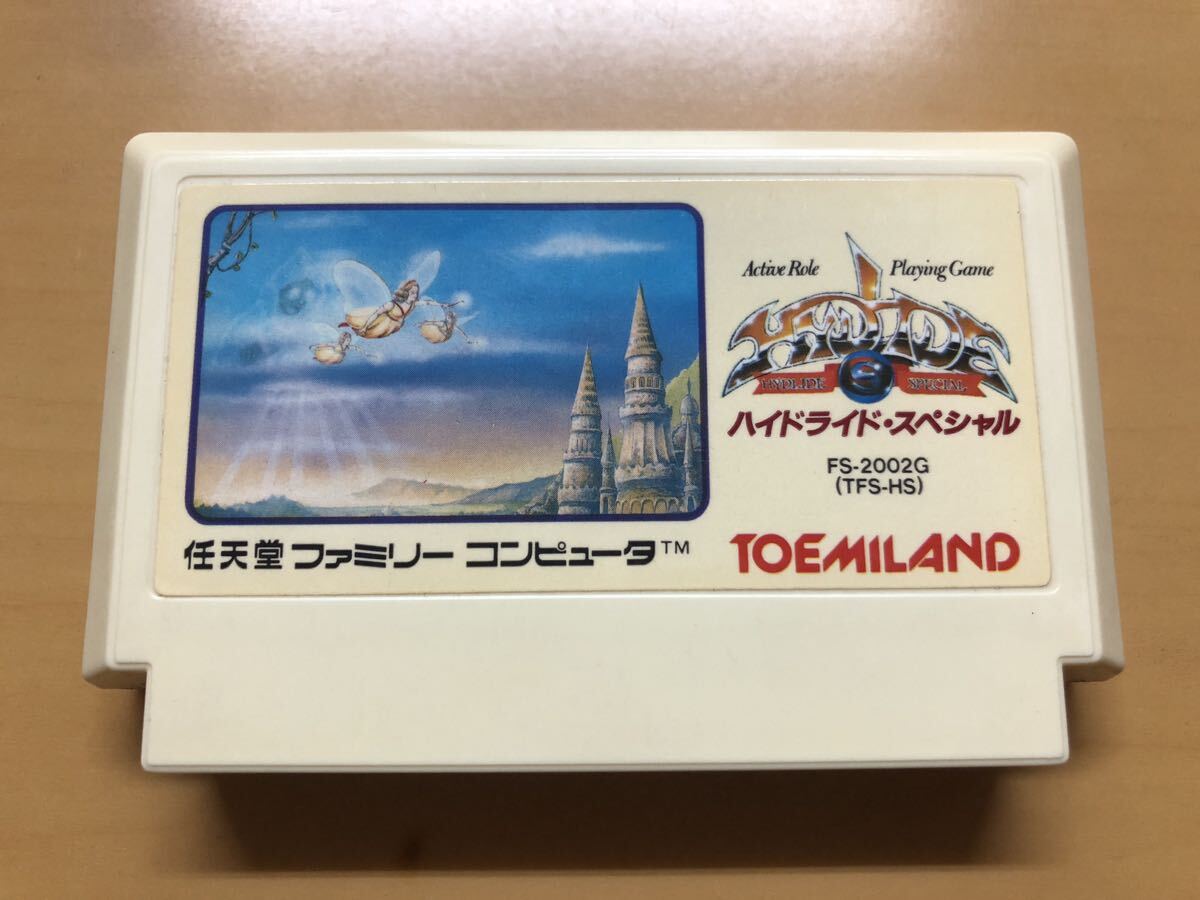 Active Role Playing Game
HYDLIDE
HYDLIDE S SPECIAL
ハイドライド・スペシャル
FS-2002G
(TFS-HS)
任天堂 ファミリー コンピュータ™
TOEMILAND